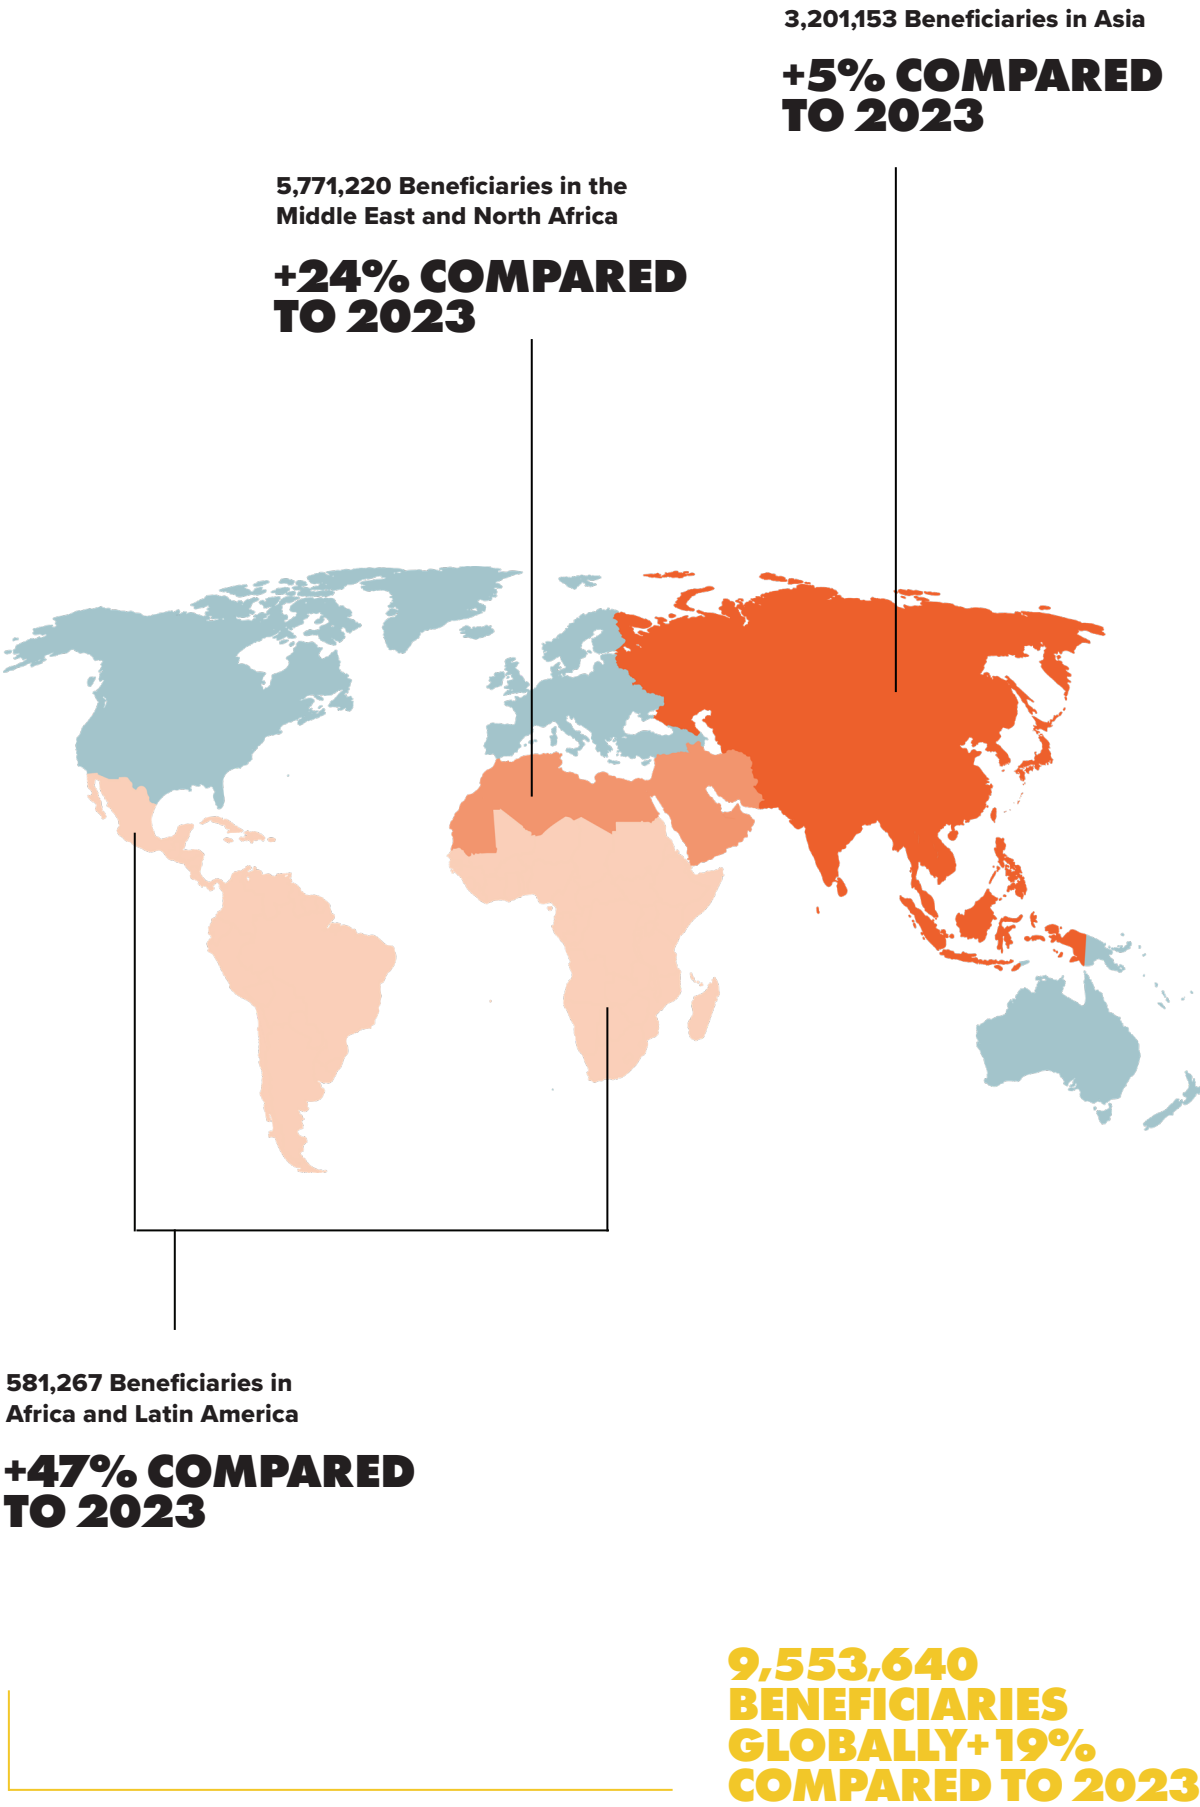 3,201,153 Beneficiaries in Asia
+5% COMPARED
TO 2023
5,771,220 Beneficiaries in the
Middle East and North Africa
+24% COMPARED
TO 2023
581,267 Beneficiaries in
Africa and Latin America
+47% COMPARED
TO 2023
9,553,640
BENEFICIARIES
GLOBALLY+19%
COMPARED TO 2023